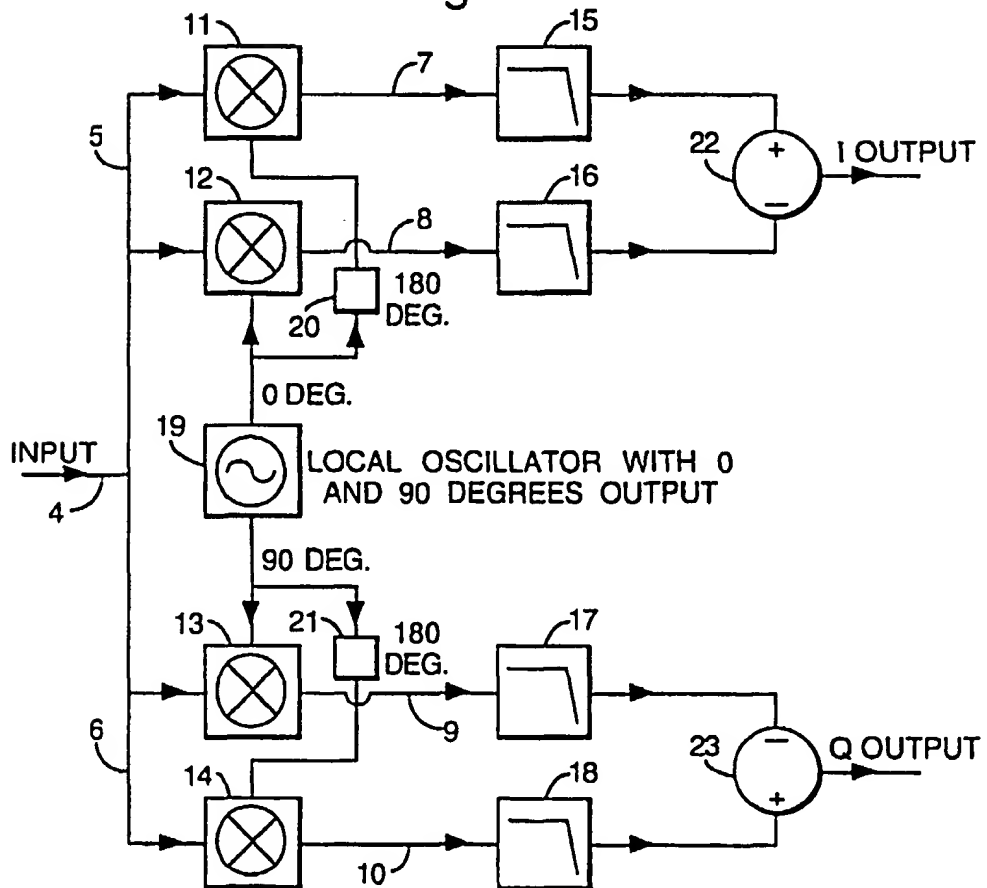 11
15
7
5
22
+
−
I OUTPUT
12
16
8
20
180
DEG.
0 DEG.
19
INPUT
4
LOCAL OSCILLATOR WITH 0
AND 90 DEGREES OUTPUT
90 DEG.
13
21
180
DEG.
17
9
6
23
−
+
Q OUTPUT
14
18
10